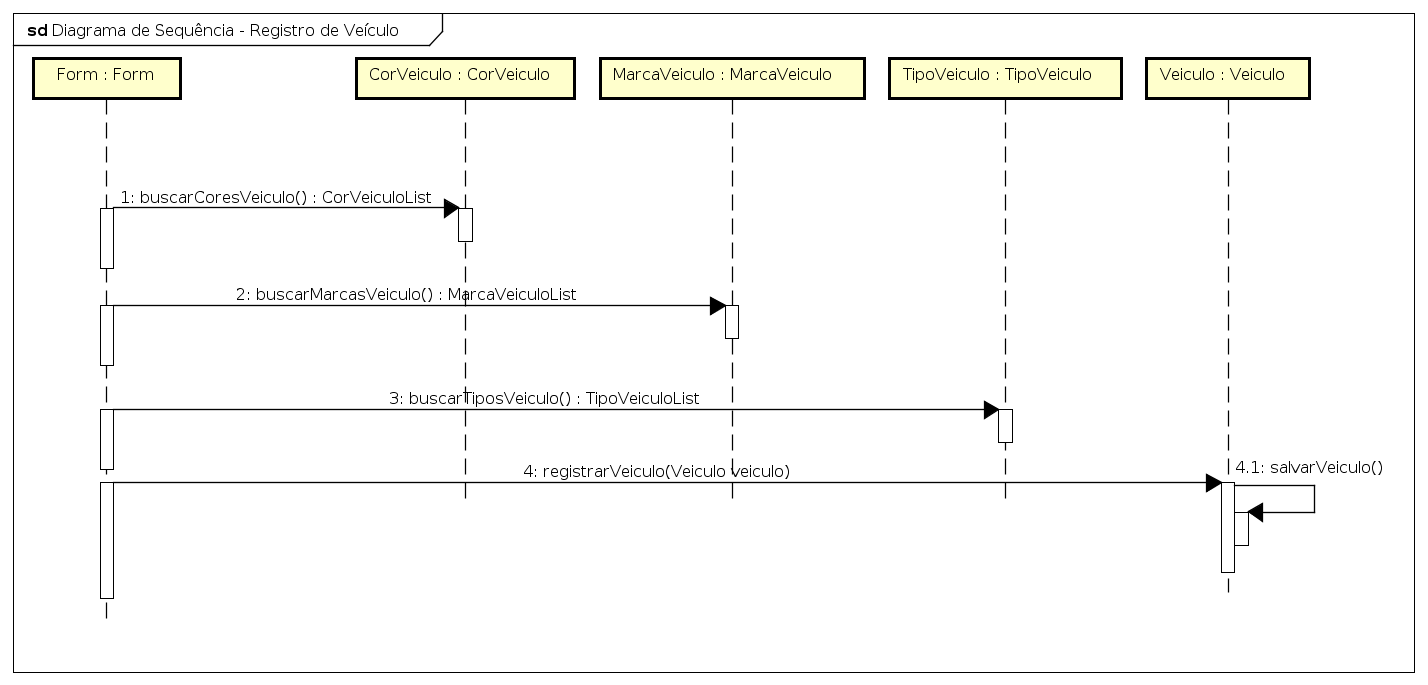 sd Diagrama de Sequência - Registro de Veículo
Form : Form
CorVeiculo : CorVeiculo
MarcaVeiculo : MarcaVeiculo
TipoVeiculo : TipoVeiculo
Veiculo : Veiculo
1: buscarCoresVeiculo() : CorVeiculoList
2: buscarMarcasVeiculo() : MarcaVeiculoList
3: buscarTiposVeiculo() : TipoVeiculoList
4: registrarVeiculo(Veiculo veiculo)
4.1: salvarVeiculo()